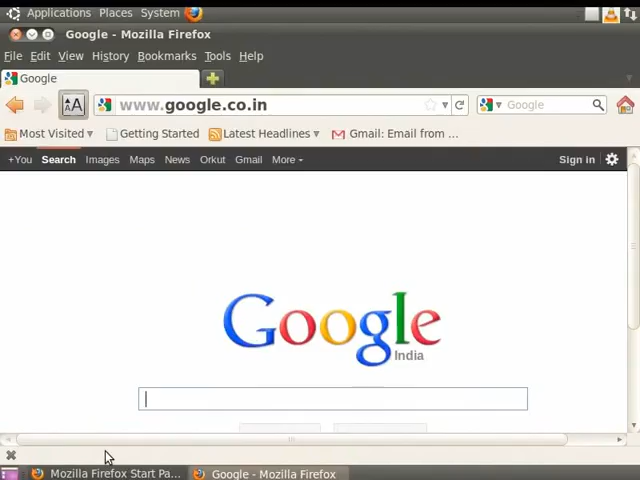 Applications Places System
Google - Mozilla Firefox
File Edit View History Bookmarks Tools Help
Google
www.google.co.in
Google
Most Visited Getting Started Latest Headlines Gmail: Email from ...
+You Search Images Maps News Orkut Gmail More Sign in
Google
India
Mozilla Firefox Start Pa... Google - Mozilla Firefox